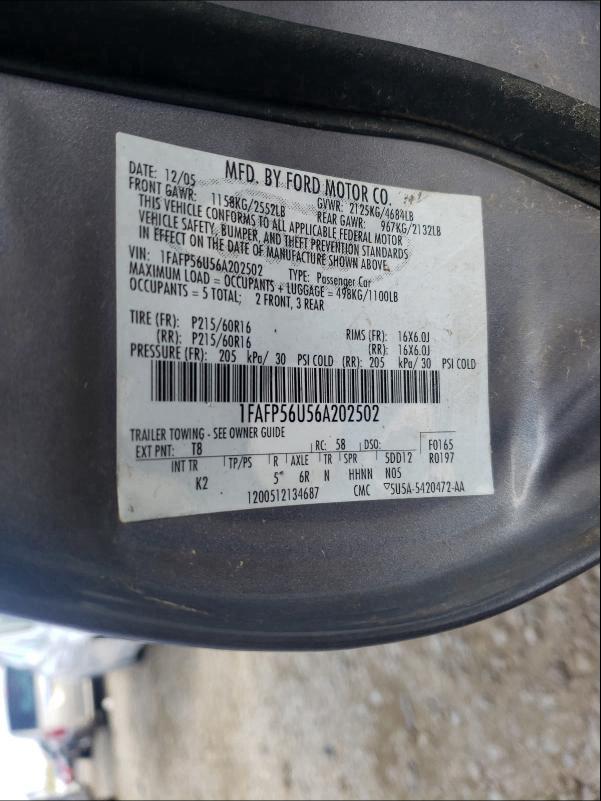 MFD. BY FORD MOTOR CO.
DATE: 12/05 GVWR: 2125KG/4684LB
FRONT GAWR: 1158KG/2552LB REAR GAWR: 967KG/2132LB
THIS VEHICLE CONFORMS TO ALL APPLICABLE FEDERAL MOTOR
VEHICLE SAFETY, BUMPER, AND THEFT PREVENTION STANDARDS
IN EFFECT ON THE DATE OF MANUFACTURE SHOWN ABOVE.
VIN: 1FAFP56U56A202502 TYPE: Passenger Car
MAXIMUM LOAD = OCCUPANTS + LUGGAGE = 498KG/1100LB
OCCUPANTS = 5 TOTAL; 2 FRONT, 3 REAR
TIRE (FR): P215/60R16 RIMS (FR): 16X6.0J
(RR): P215/60R16 (RR): 16X6.0J
PRESSURE (FR): 205 kPa/ 30 PSI COLD (RR): 205 kPa/ 30 PSI COLD
1FAFP56U56A202502
TRAILER TOWING - SEE OWNER GUIDE
EXT PNT: T8 RC: 58 DSO: F0165
INT TR TP/PS R AXLE TR SPR 5DD12 R0197
K2 5* 6R N HHNN NOS
1200512134687 CMC ▽5U5A-5420472-AA